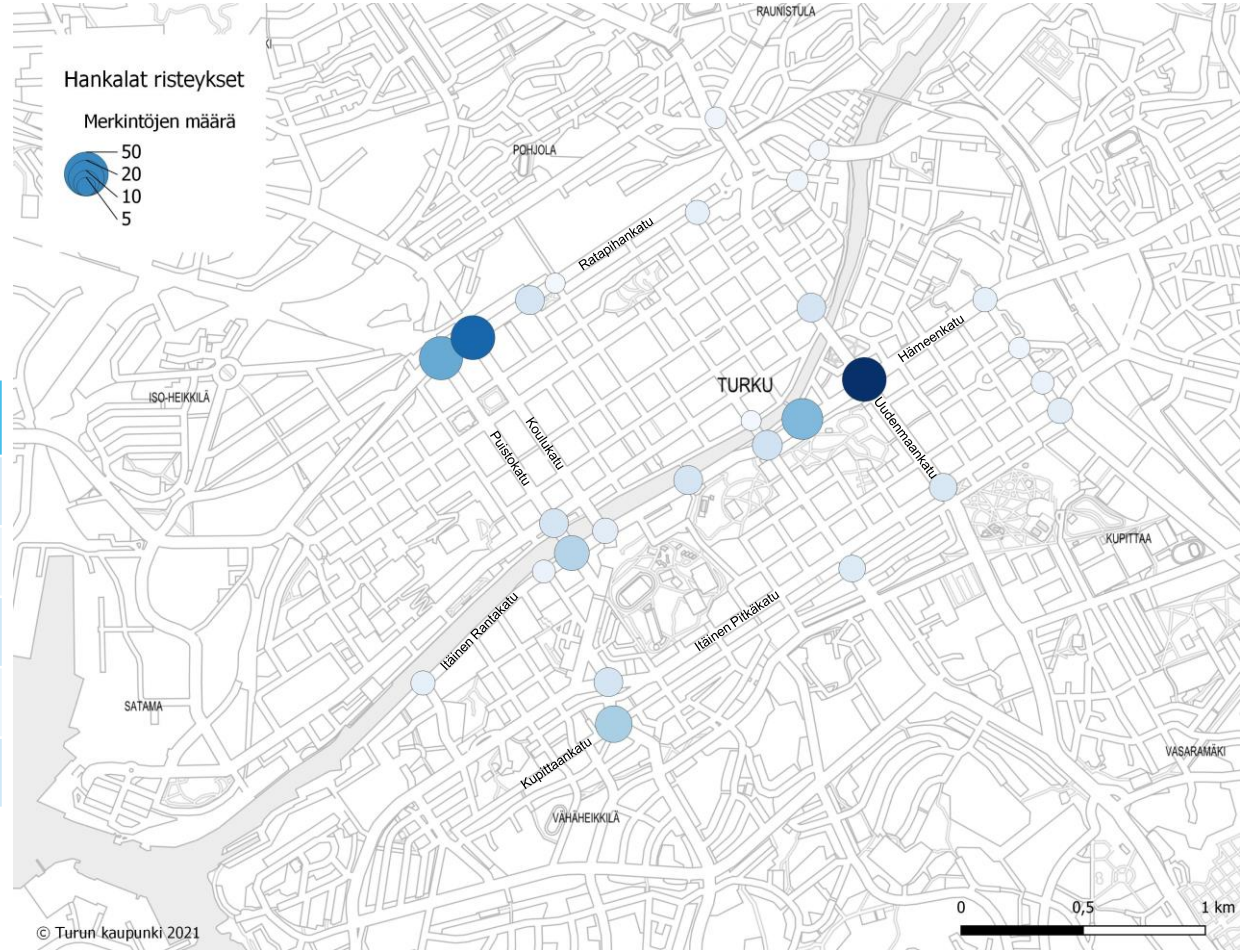 RAUNISTULA
KI
Hankalat risteykset
Merkintöjen määrä
50
20
10
5
POHJOLA
Ratapihankatu
Hämeenkatu
TURKU
ISO-HEIKKILÄ
Uudenmaankatu
Koulukatu
Puistokatu
KUPITTAA
Itäinen Rantakatu
Itäinen Pitkäkatu
SATAMA
VASARAMÄKI
Kupittaankatu
VÄHÄHEIKKILÄ
0
0,5
1 km
© Turun kaupunki 2021